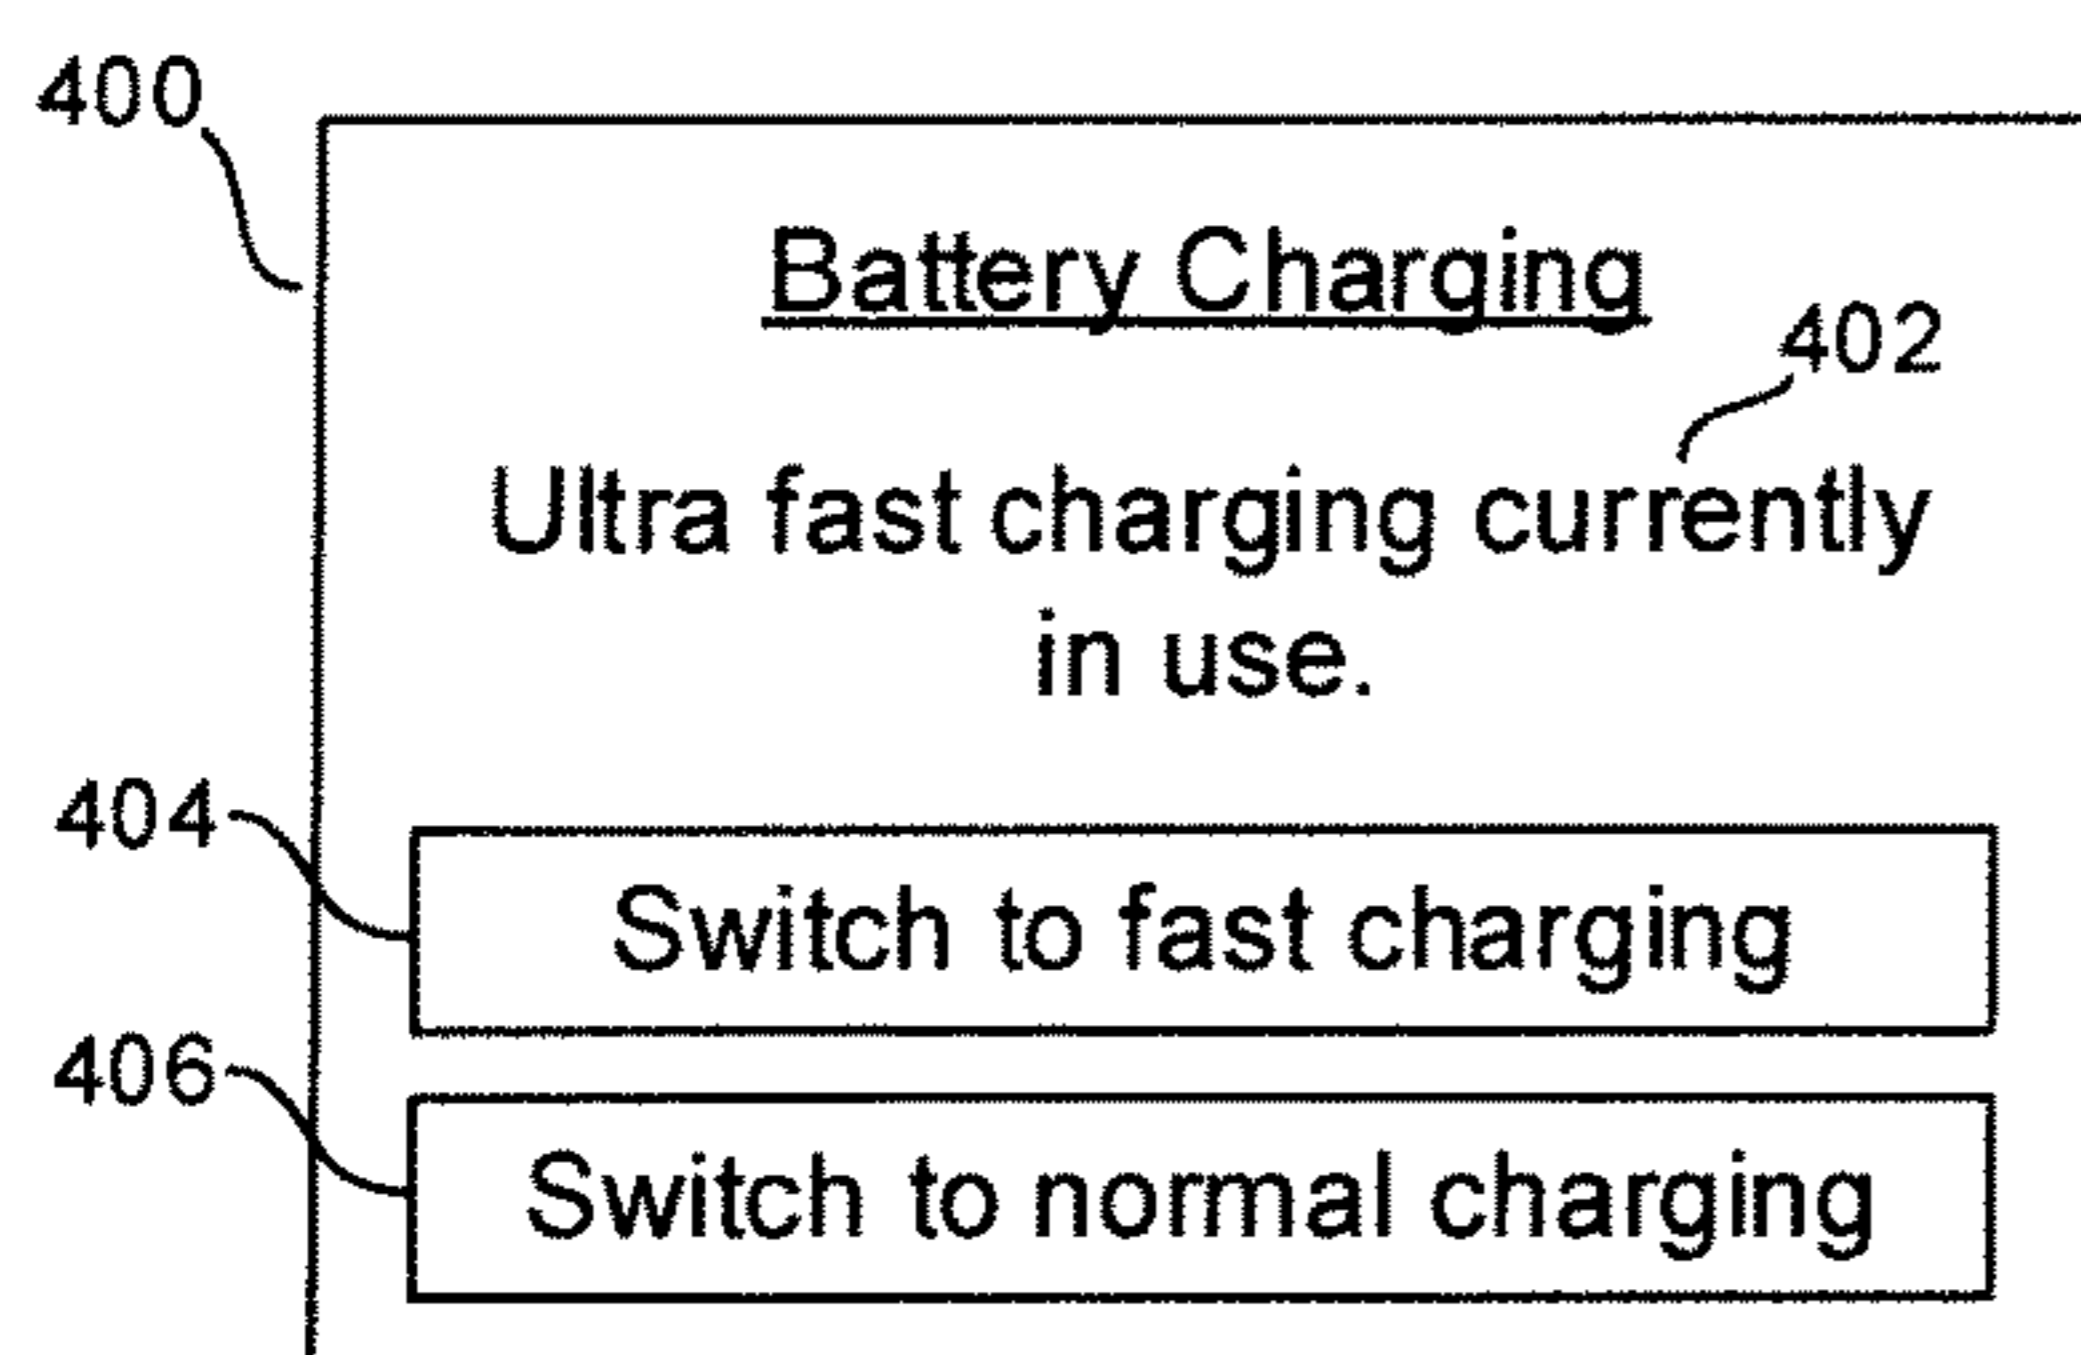 400
Battery Charging
402
Ultra fast charging currently
in use.
404
Switch to fast charging
406
Switch to normal charging